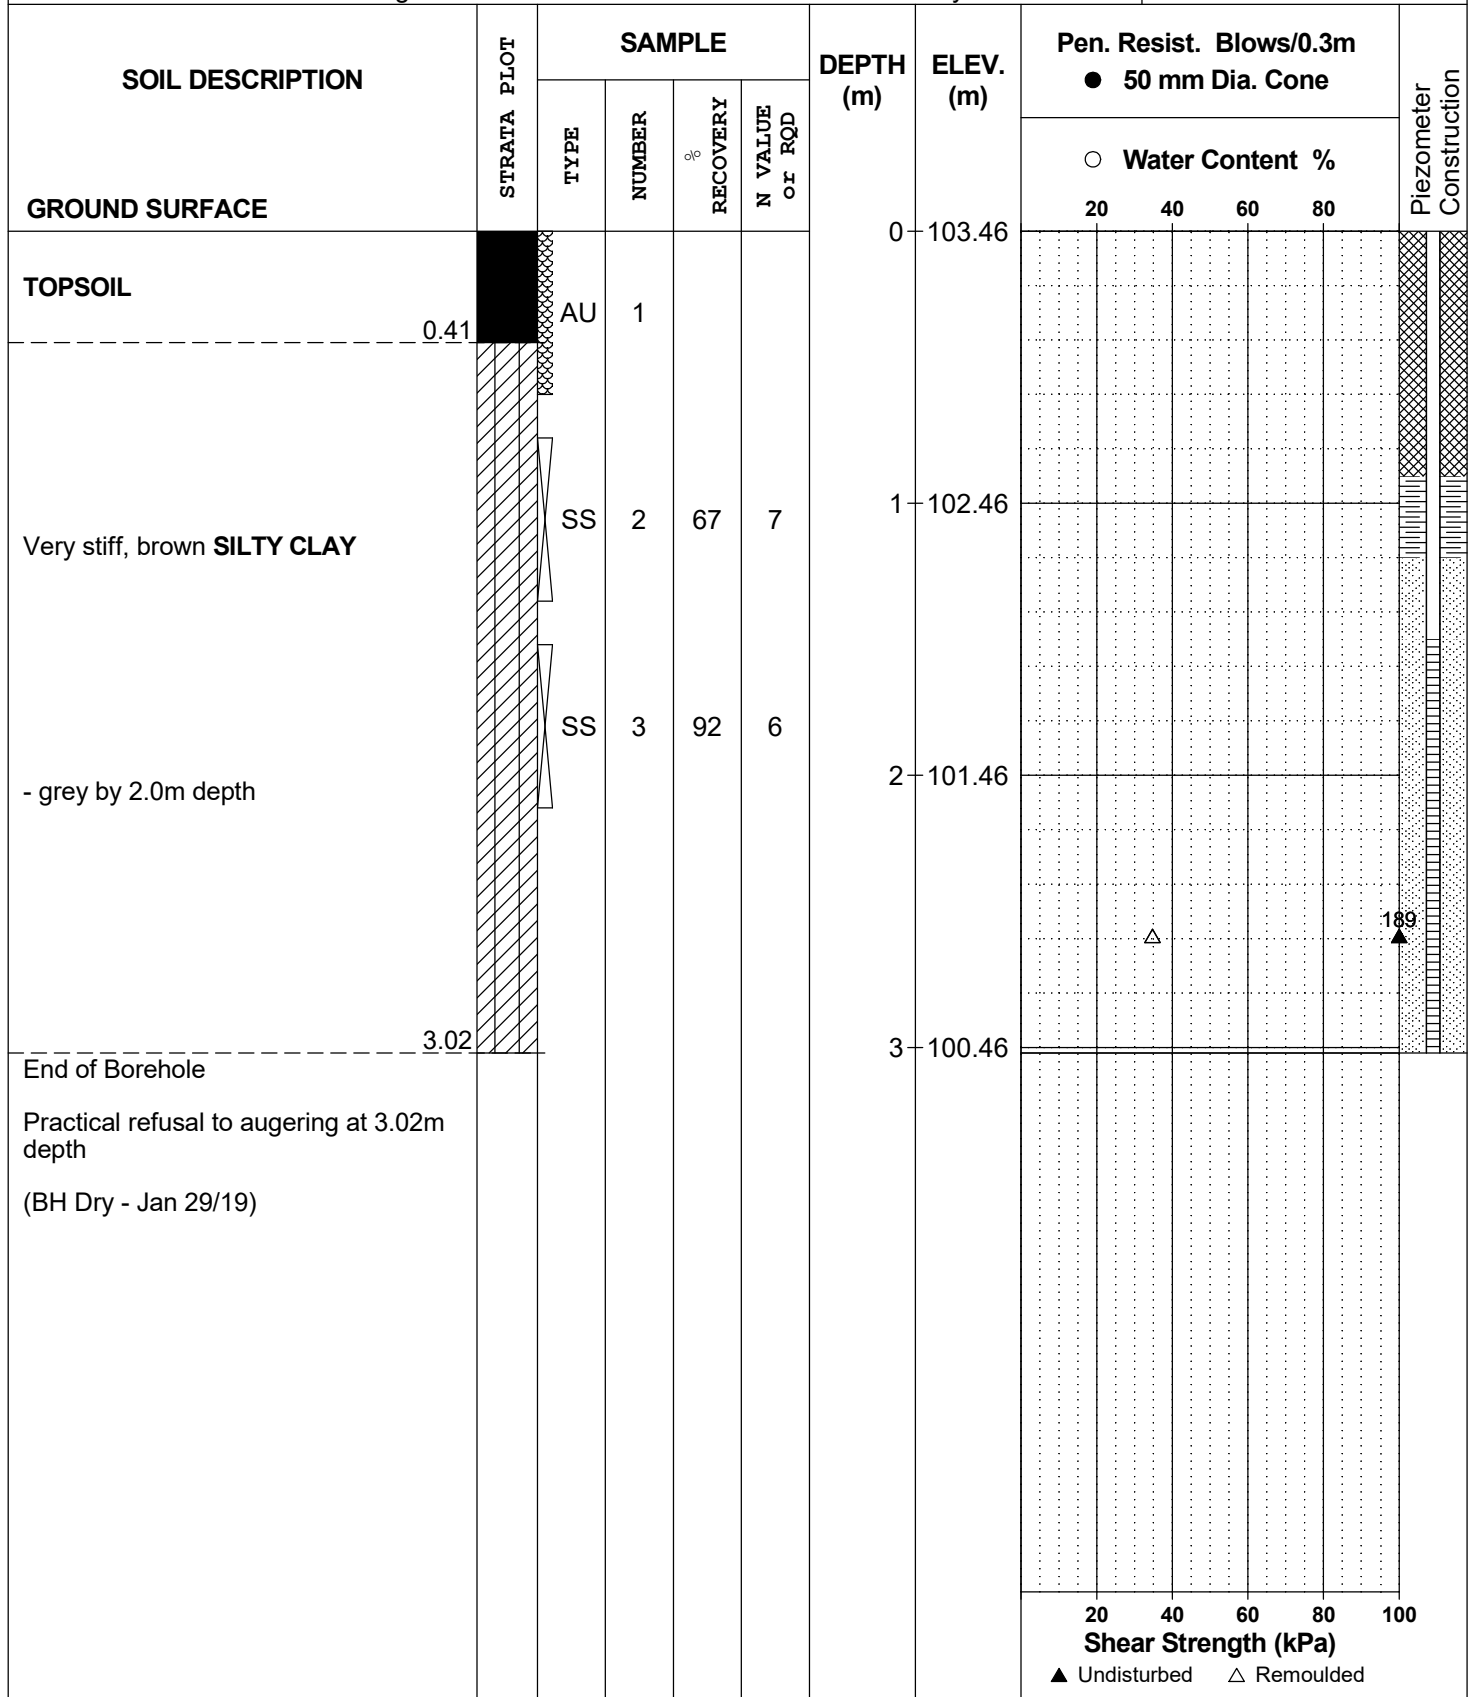 SOIL DESCRIPTION
GROUND SURFACE
STRATA PLOT
SAMPLE
TYPE
NUMBER
%
RECOVERY
N VALUE
or RQD
DEPTH
(m)
ELEV.
(m)
Pen. Resist. Blows/0.3m
● 50 mm Dia. Cone
○ Water Content %
20 40 60 80
Piezometer
Construction
0 103.46
TOPSOIL
0.41
AU 1
1 102.46
SS 2 67 7
Very stiff, brown SILTY CLAY
SS 3 92 6
2 101.46
- grey by 2.0m depth
189
3.02
3 100.46
End of Borehole
Practical refusal to augering at 3.02m
depth
(BH Dry - Jan 29/19)
20 40 60 80 100
Shear Strength (kPa)
▲ Undisturbed △ Remoulded